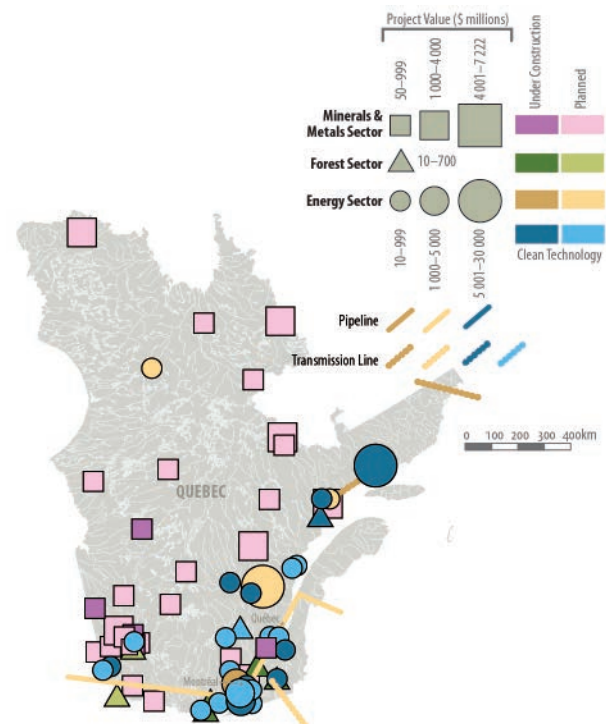 Project Value ($ millions)
50–999
1 000–4 000
4 001–7 222
Under Construction
Planned
Minerals &
Metals Sector
Forest Sector
10–700
Energy Sector
10–999
1 000–5 000
5 001–30 000
Clean Technology
Pipeline
Transmission Line
0 100 200 300 400km
QUEBEC
Québec
Montréal